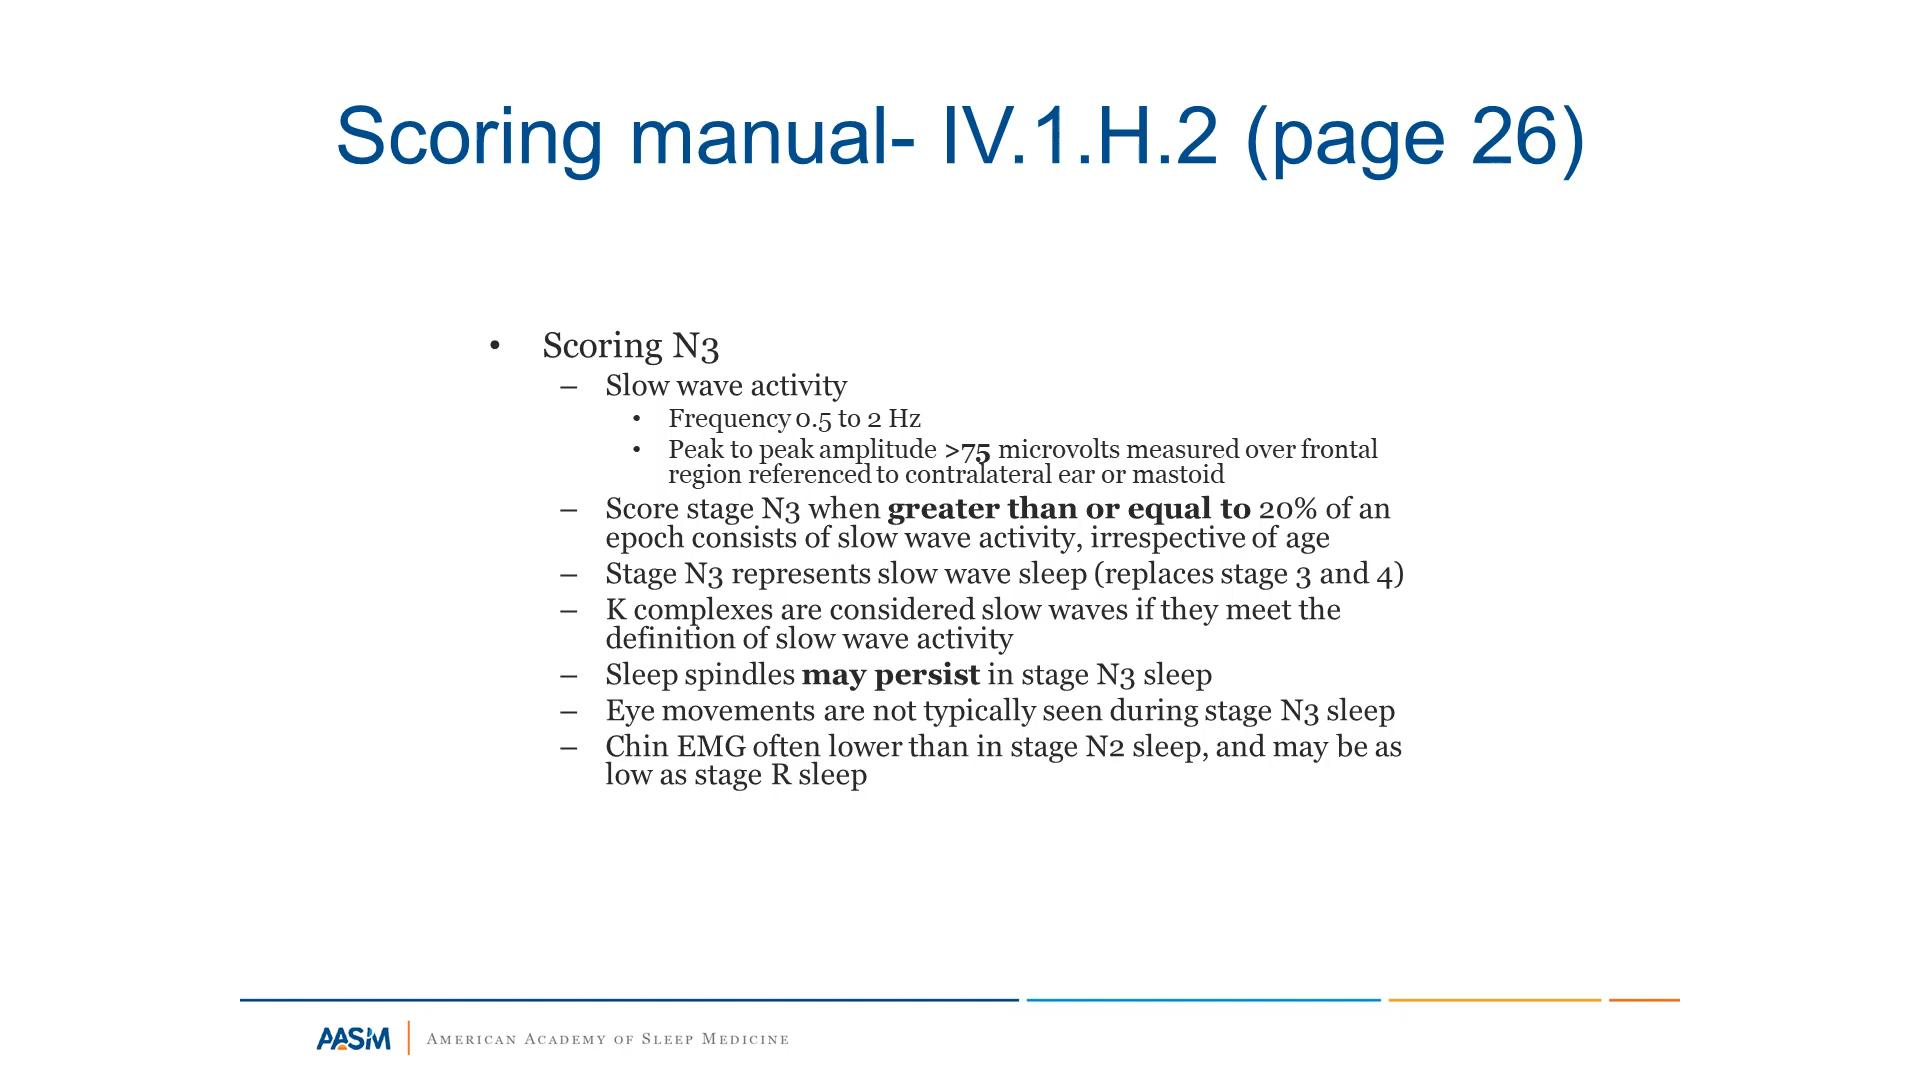 Scoring manual- IV.1.H.2 (page 26)
• Scoring N3
– Slow wave activity
• Frequency 0.5 to 2 Hz
• Peak to peak amplitude >75 microvolts measured over frontal
region referenced to contralateral ear or mastoid
– Score stage N3 when greater than or equal to 20% of an
epoch consists of slow wave activity, irrespective of age
– Stage N3 represents slow wave sleep (replaces stage 3 and 4)
– K complexes are considered slow waves if they meet the
definition of slow wave activity
– Sleep spindles may persist in stage N3 sleep
– Eye movements are not typically seen during stage N3 sleep
– Chin EMG often lower than in stage N2 sleep, and may be as
low as stage R sleep
AASM | American Academy of Sleep Medicine